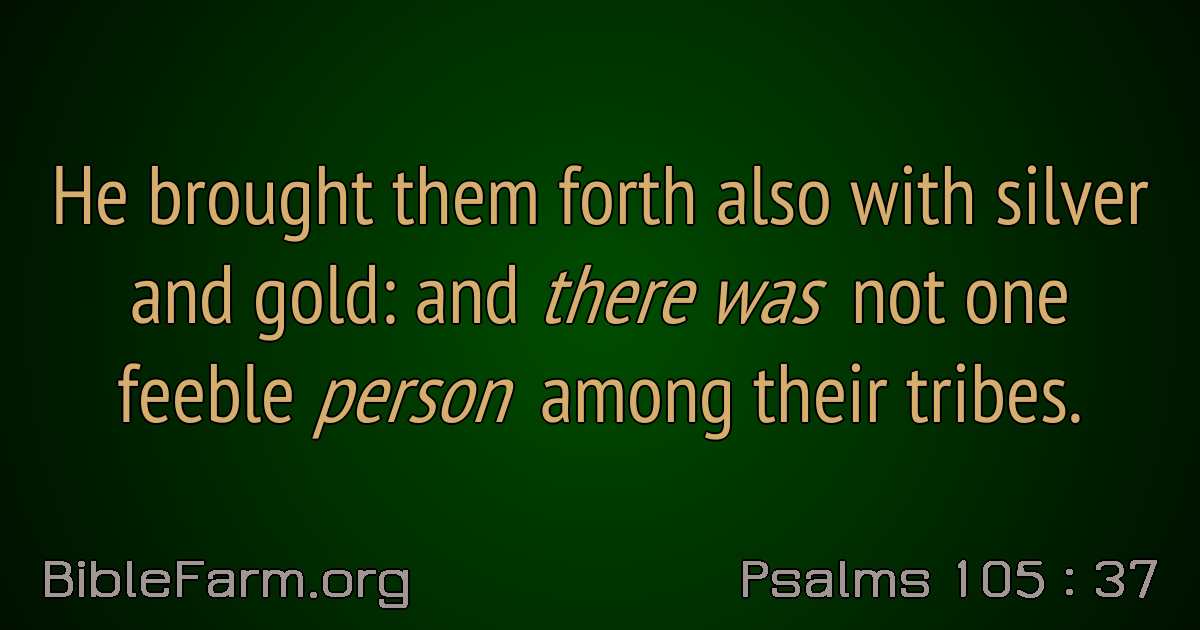 He brought them forth also with silver
and gold: and there was not one
feeble person among their tribes.
BibleFarm.org
Psalms 105 : 37